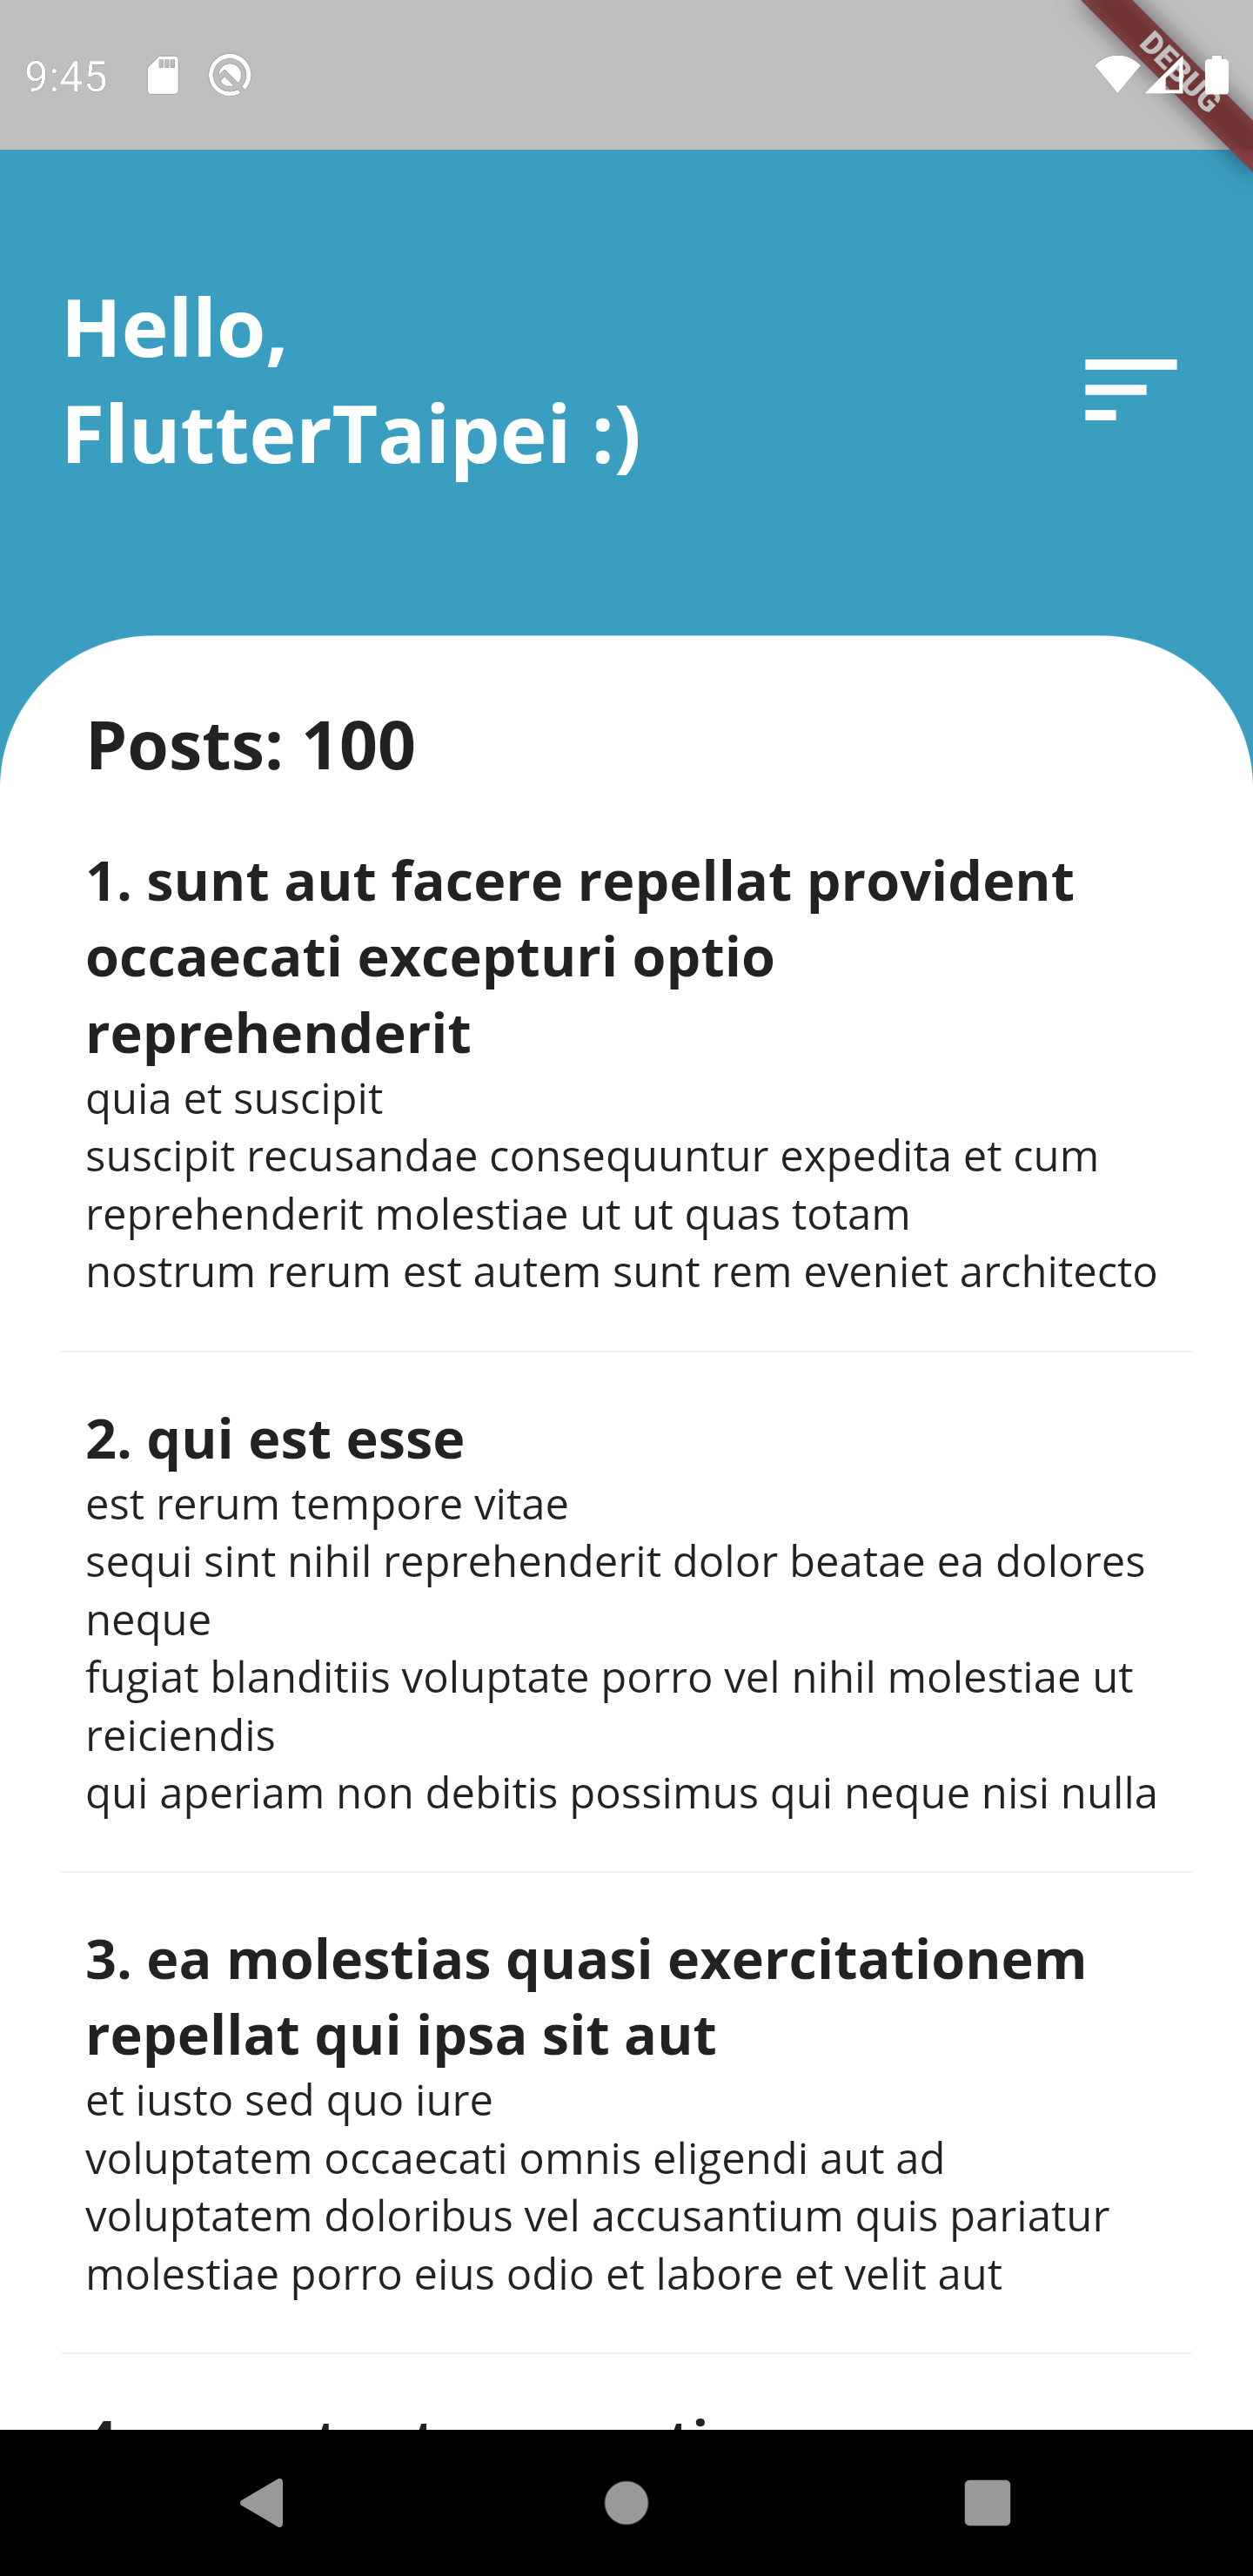 9:45
DEBUG
Hello,
FlutterTaipei :)
Posts: 100
1. sunt aut facere repellat provident
occaecati excepturi optio
reprehenderit
quia et suscipit
suscipit recusandae consequuntur expedita et cum
reprehenderit molestiae ut ut quas totam
nostrum rerum est autem sunt rem eveniet architecto
2. qui est esse
est rerum tempore vitae
sequi sint nihil reprehenderit dolor beatae ea dolores
neque
fugiat blanditiis voluptate porro vel nihil molestiae ut
reiciendis
qui aperiam non debitis possimus qui neque nisi nulla
3. ea molestias quasi exercitationem
repellat qui ipsa sit aut
et iusto sed quo iure
voluptatem occaecati omnis eligendi aut ad
voluptatem doloribus vel accusantium quis pariatur
molestiae porro eius odio et labore et velit aut